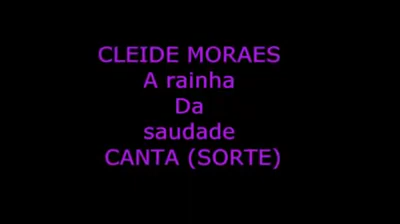 CLEIDE MORAES
A rainha
Da
saudade
CANTA (SORTE)